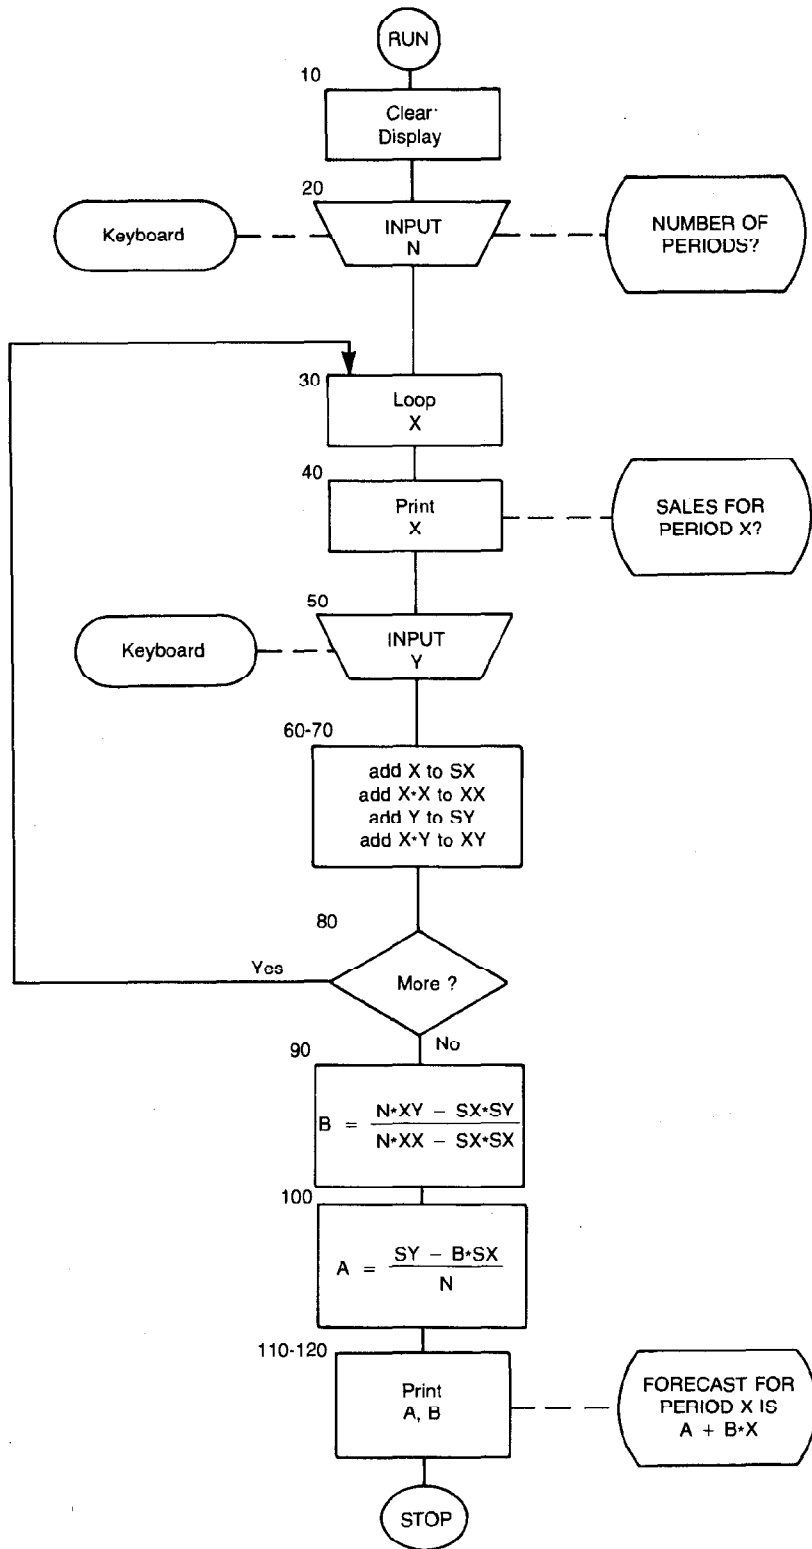 RUN
10
Clear
Display
20
Keyboard
INPUT
N
NUMBER OF
PERIODS?
30
Loop
X
40
Print
X
SALES FOR
PERIOD X?
50
Keyboard
INPUT
Y
60-70
add X to SX
add X*X to XX
add Y to SY
add X*Y to XY
80
Yes
More ?
No
90
B = N*XY – SX*SY
N*XX – SX*SX
100
A = SY – B*SX
N
110-120
Print
A, B
FORECAST FOR
PERIOD X IS
A + B*X
STOP